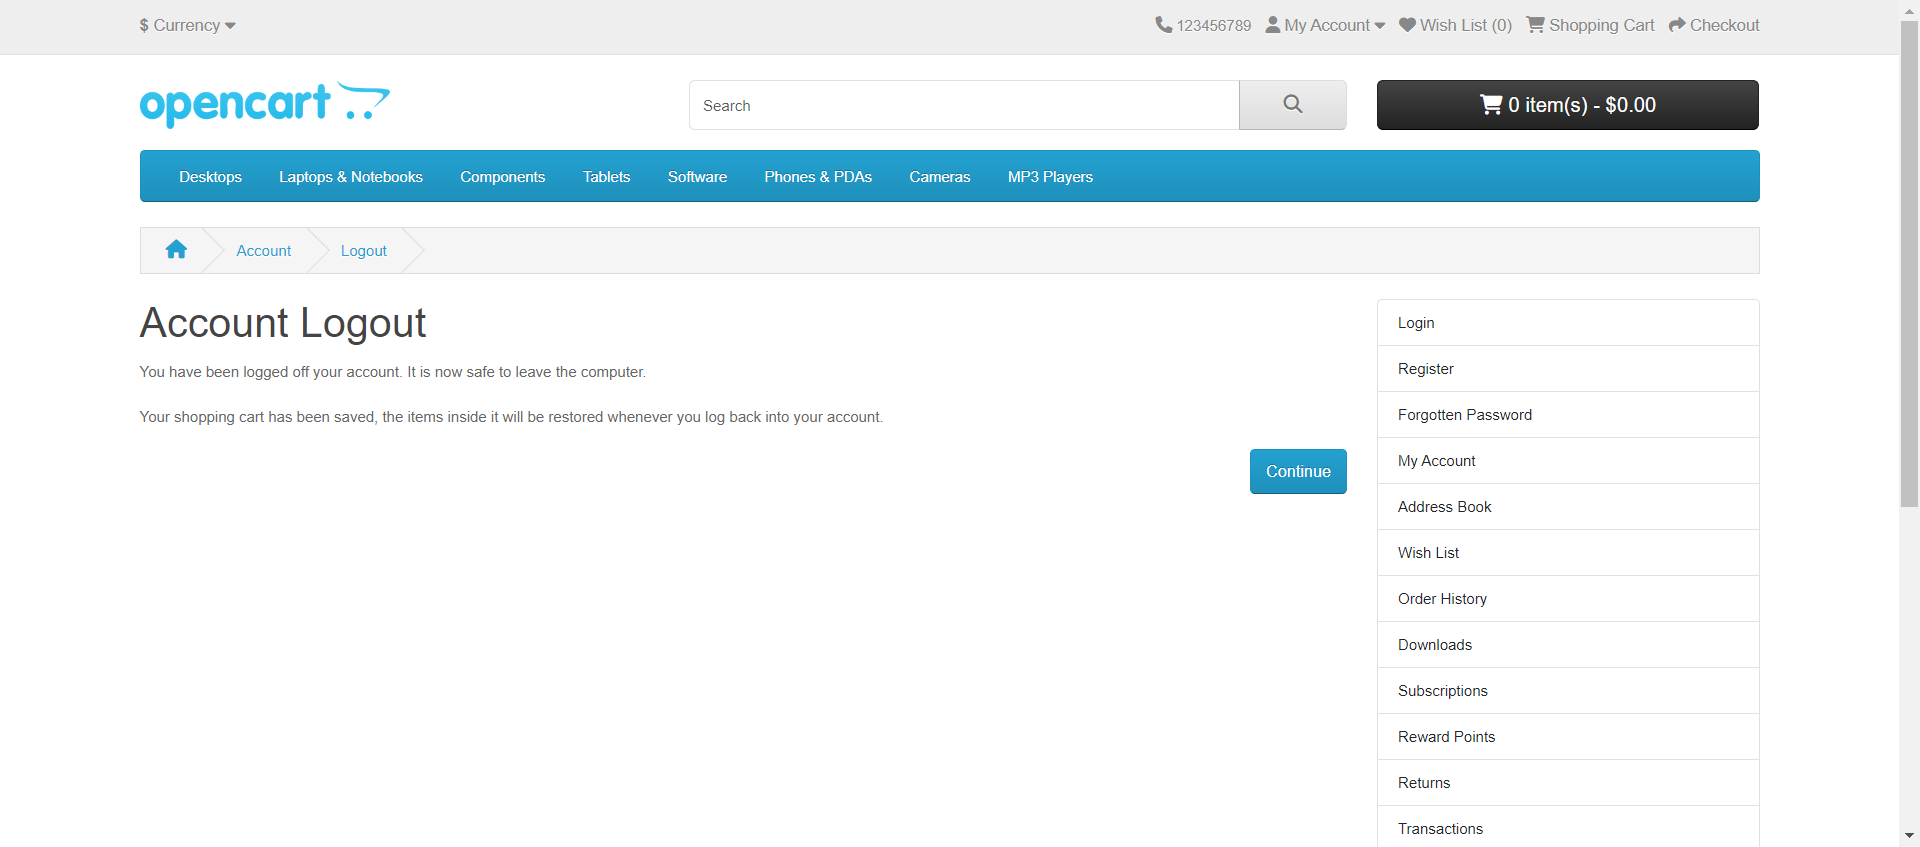 $ Currency
123456789 My Account Wish List (0) Shopping Cart Checkout
opencart
Search
0 item(s) - $0.00
Desktops Laptops & Notebooks Components Tablets Software Phones & PDAs Cameras MP3 Players
Account Logout
Account Logout
You have been logged off your account. It is now safe to leave the computer.
Your shopping cart has been saved, the items inside it will be restored whenever you log back into your account.
Continue
Login
Register
Forgotten Password
My Account
Address Book
Wish List
Order History
Downloads
Subscriptions
Reward Points
Returns
Transactions